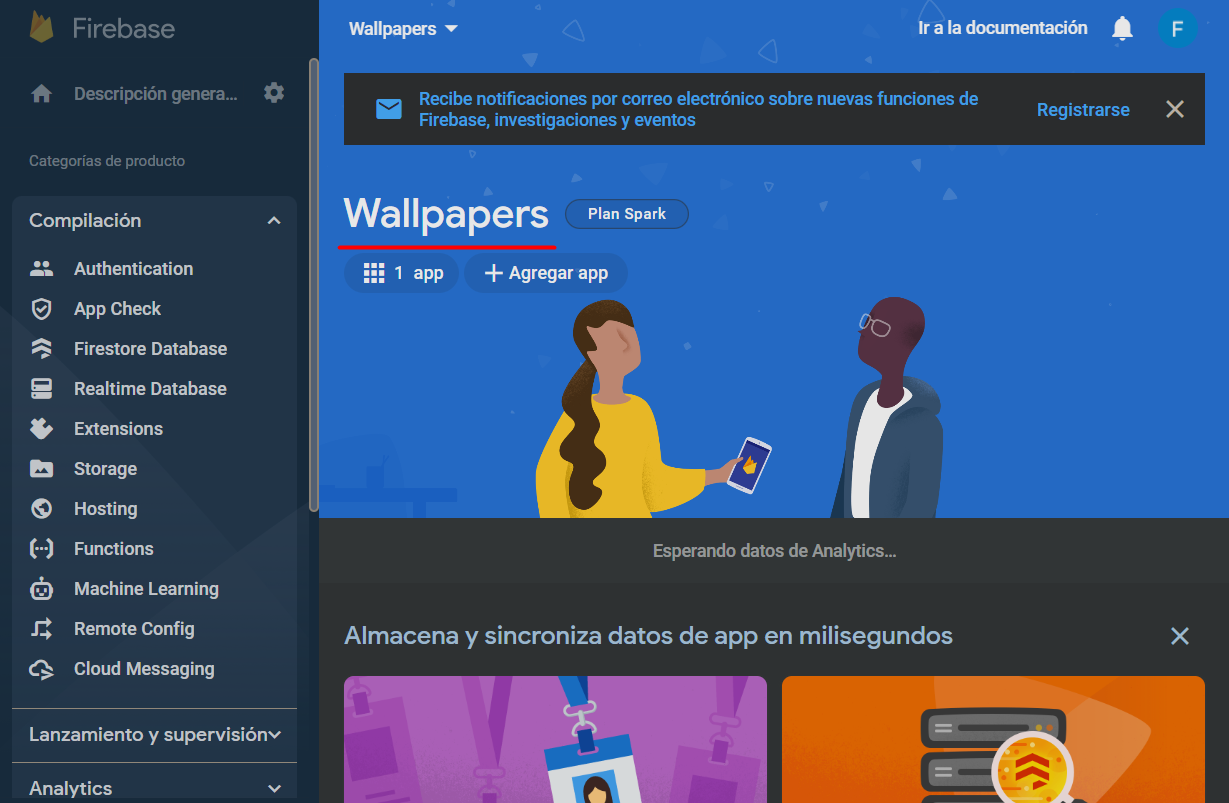 Firebase
Descripción genera...
Categorías de producto
Compilación
Authentication
App Check
Firestore Database
Realtime Database
Extensions
Storage
Hosting
Functions
Machine Learning
Remote Config
Cloud Messaging
Lanzamiento y supervisión
Analytics
Wallpapers
Ir a la documentación
F
Recibe notificaciones por correo electrónico sobre nuevas funciones de
Firebase, investigaciones y eventos
Registrarse
Wallpapers
Plan Spark
1 app
Agregar app
Esperando datos de Analytics...
Almacena y sincroniza datos de app en milisegundos